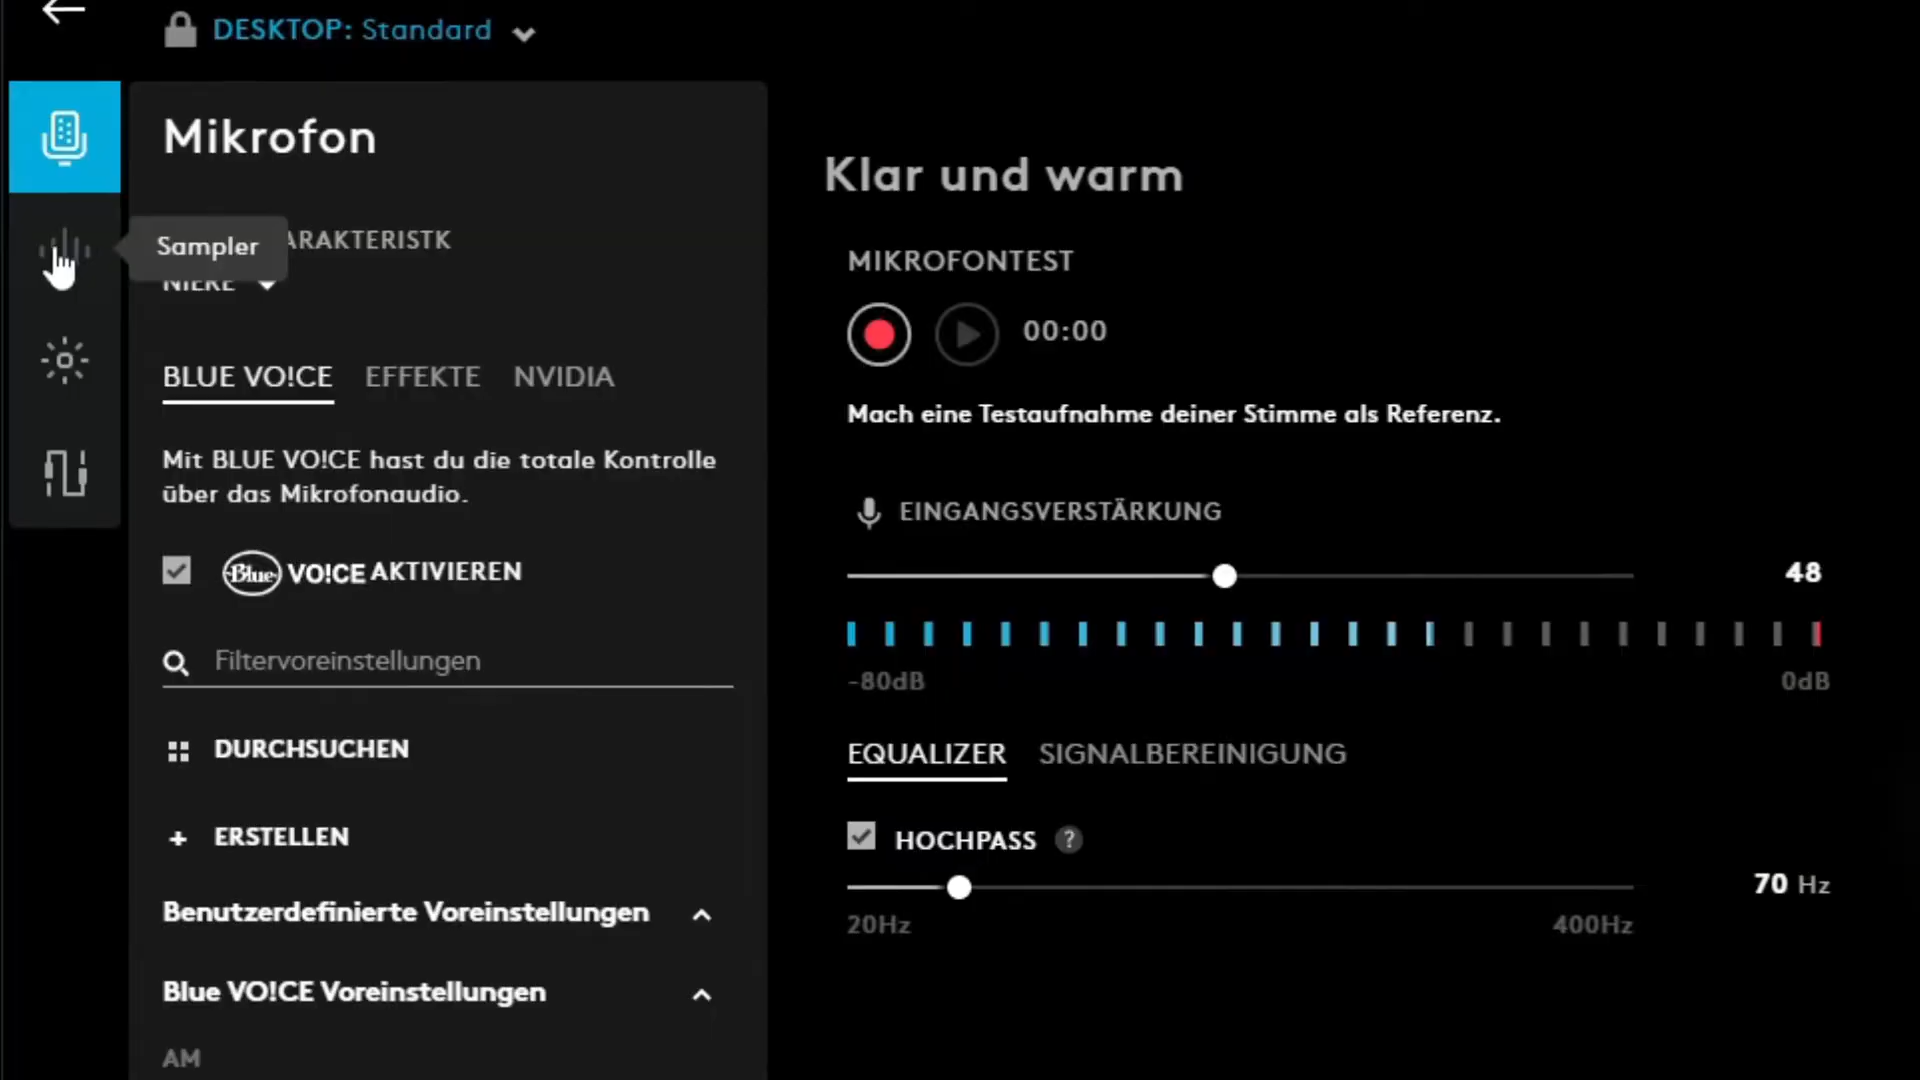 DESKTOP: Standard
Mikrofon
Sampler
ARAKTERISTK
NIERE
BLUE VO!CE EFFEKTE NVIDIA
Mit BLUE VO!CE hast du die totale Kontrolle
über das Mikrofonaudio.
Blue VO!CE AKTIVIEREN
Filtervoreinstellungen
DURCHSUCHEN
+ ERSTELLEN
Benutzerdefinierte Voreinstellungen
Blue VO!CE Voreinstellungen
AM
Klar und warm
MIKROFONTEST
00:00
Mach eine Testaufnahme deiner Stimme als Referenz.
EINGANGSVERSTÄRKUNG
48
-80dB 0dB
EQUALIZER SIGNALBEREINIGUNG
HOCHPASS ?
70 Hz
20Hz 400Hz